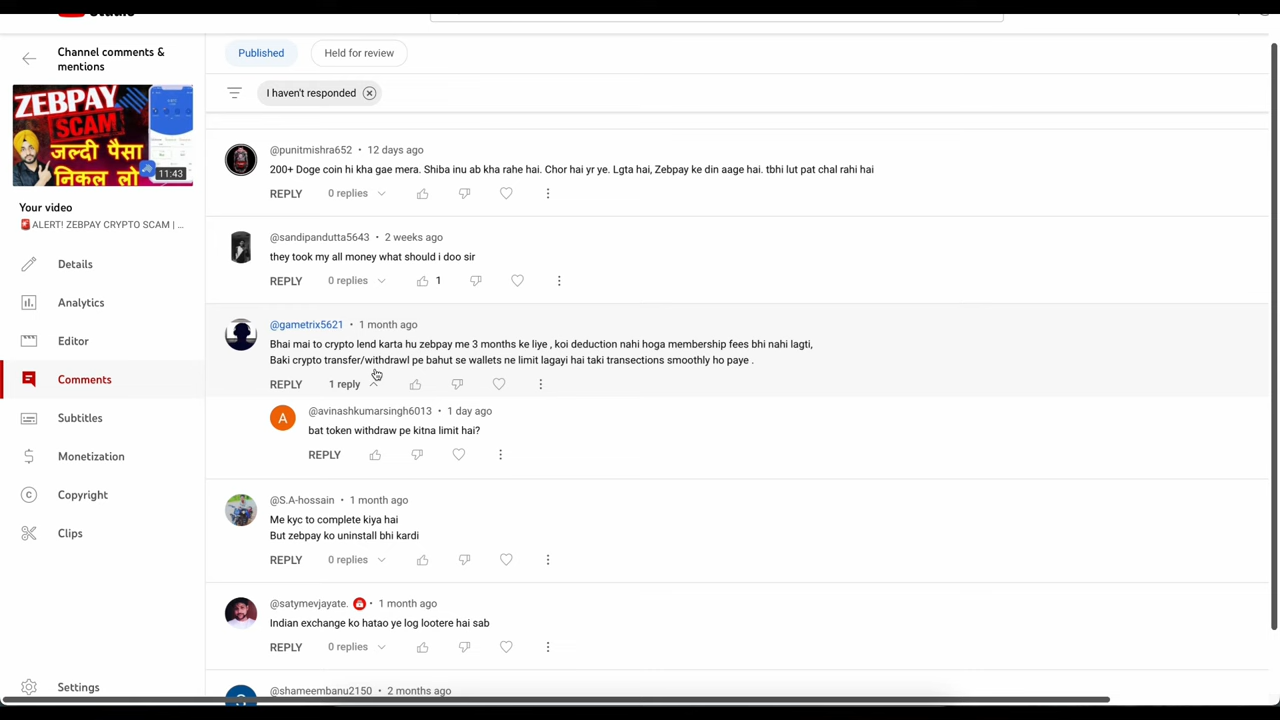 Channel comments &
mentions
ZEBPAY
SCAM
जल्दी पैसा
निकल लो
11:43
Your video
🚨ALERT! ZEBPAY CRYPTO SCAM | ...
Details
Analytics
Editor
Comments
Subtitles
Monetization
Copyright
Clips
Settings
Published
Held for review
I haven't responded
@punitmishra652 • 12 days ago
200+ Doge coin hi kha gae mera. Shiba inu ab kha rahe hai. Chor hai yr ye. Lgta hai, Zebpay ke din aage hai. tbhi lut pat chal rahi hai
REPLY 0 replies
@sandipandutta5643 • 2 weeks ago
they took my all money what should i doo sir
REPLY 0 replies 1
@gametrix5621 • 1 month ago
Bhai mai to crypto lend karta hu zebpay me 3 months ke liye , koi deduction nahi hoga membership fees bhi nahi lagti,
Baki crypto transfer/withdrawl pe bahut se wallets ne limit lagayi hai taki transections smoothly ho paye .
REPLY 1 reply
A
@avinashkumarsingh6013 • 1 day ago
bat token withdraw pe kitna limit hai?
REPLY
@S.A-hossain • 1 month ago
Me kyc to complete kiya hai
But zebpay ko uninstall bhi kardi
REPLY 0 replies
@satymevjayate. • 1 month ago
Indian exchange ko hatao ye log lootere hai sab
REPLY 0 replies
@shameembanu2150 • 2 months ago